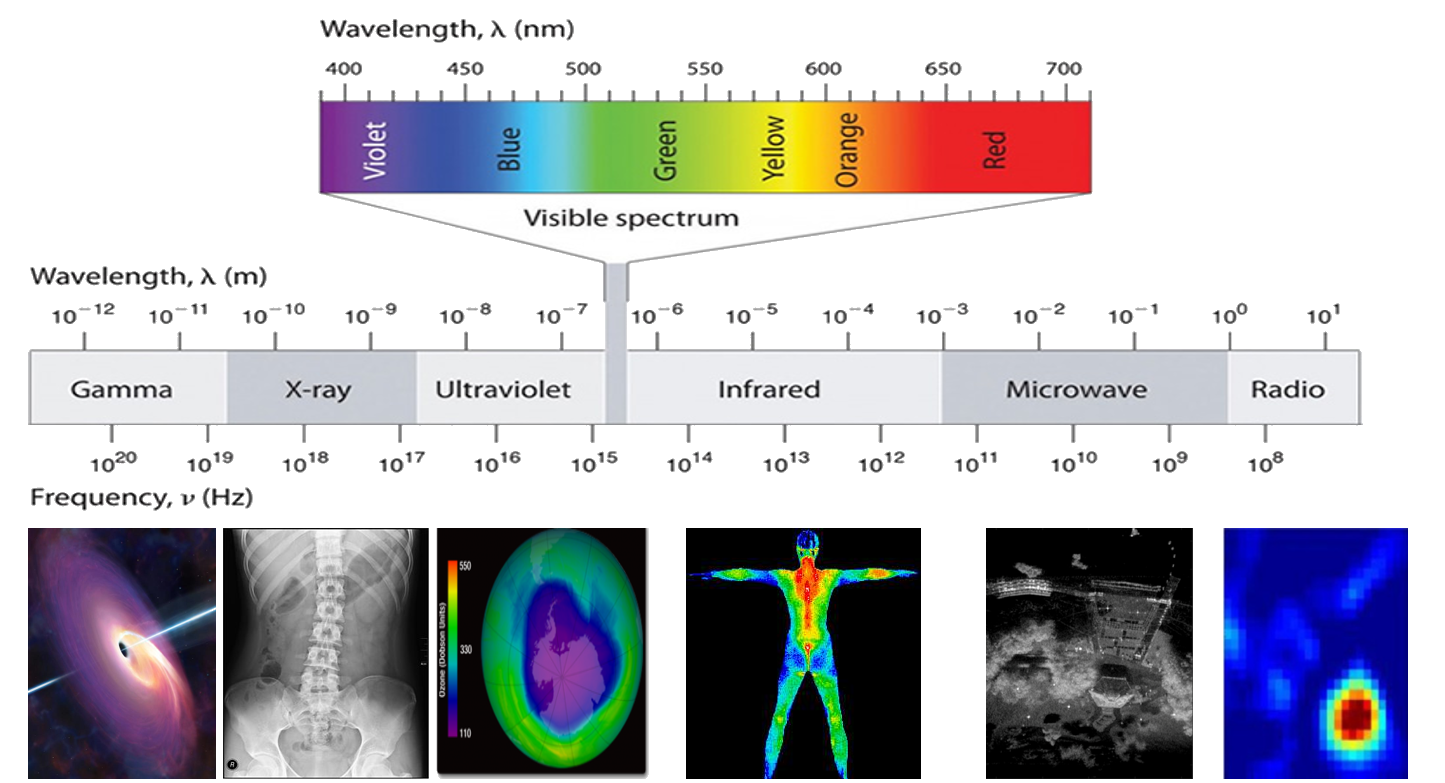 Wavelength, λ (nm)
400 450 500 550 600 650 700
Violet Blue Green Yellow Orange Red
Visible spectrum
Wavelength, λ (m)
10⁻¹² 10⁻¹¹ 10⁻¹⁰ 10⁻⁹ 10⁻⁸ 10⁻⁷ 10⁻⁶ 10⁻⁵ 10⁻⁴ 10⁻³ 10⁻² 10⁻¹ 10⁰ 10¹
Gamma X-ray Ultraviolet Infrared Microwave Radio
10²⁰ 10¹⁹ 10¹⁸ 10¹⁷ 10¹⁶ 10¹⁵ 10¹⁴ 10¹³ 10¹² 10¹¹ 10¹⁰ 10⁹ 10⁸
Frequency, ν (Hz)
R
Ozone (Dobson Units)
550
330
110